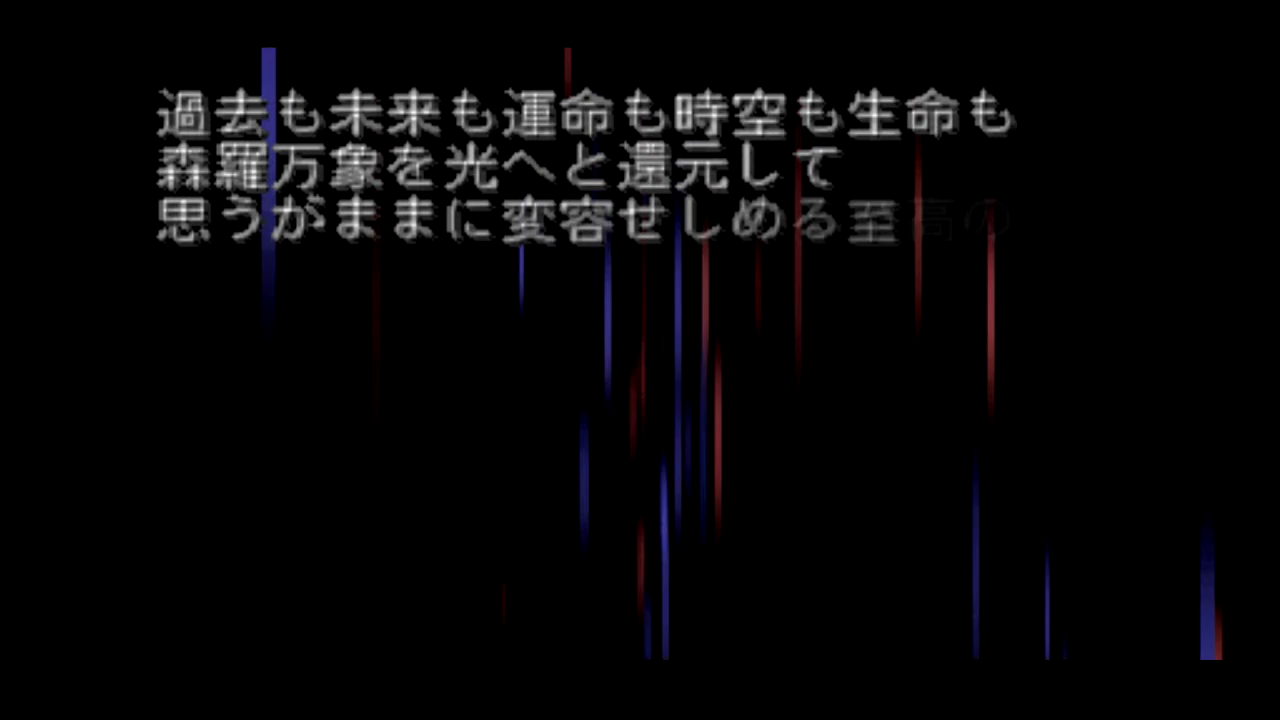 過去も未来も運命も時空も生命も
森羅万象を光へと還元して
思うがままに変容せしめる至高の